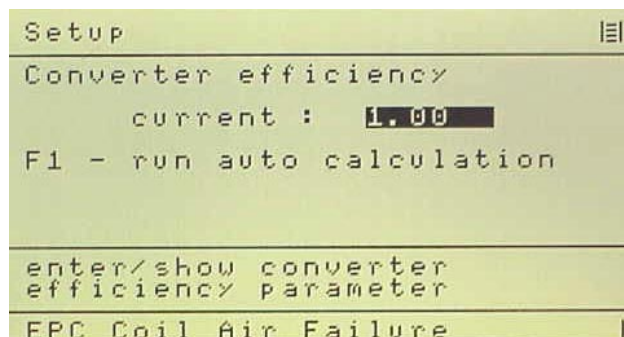 Setup
Converter efficiency
current : 1.00
F1 - run auto calculation
enter/show converter
efficiency parameter
EPC Coil Air Failure